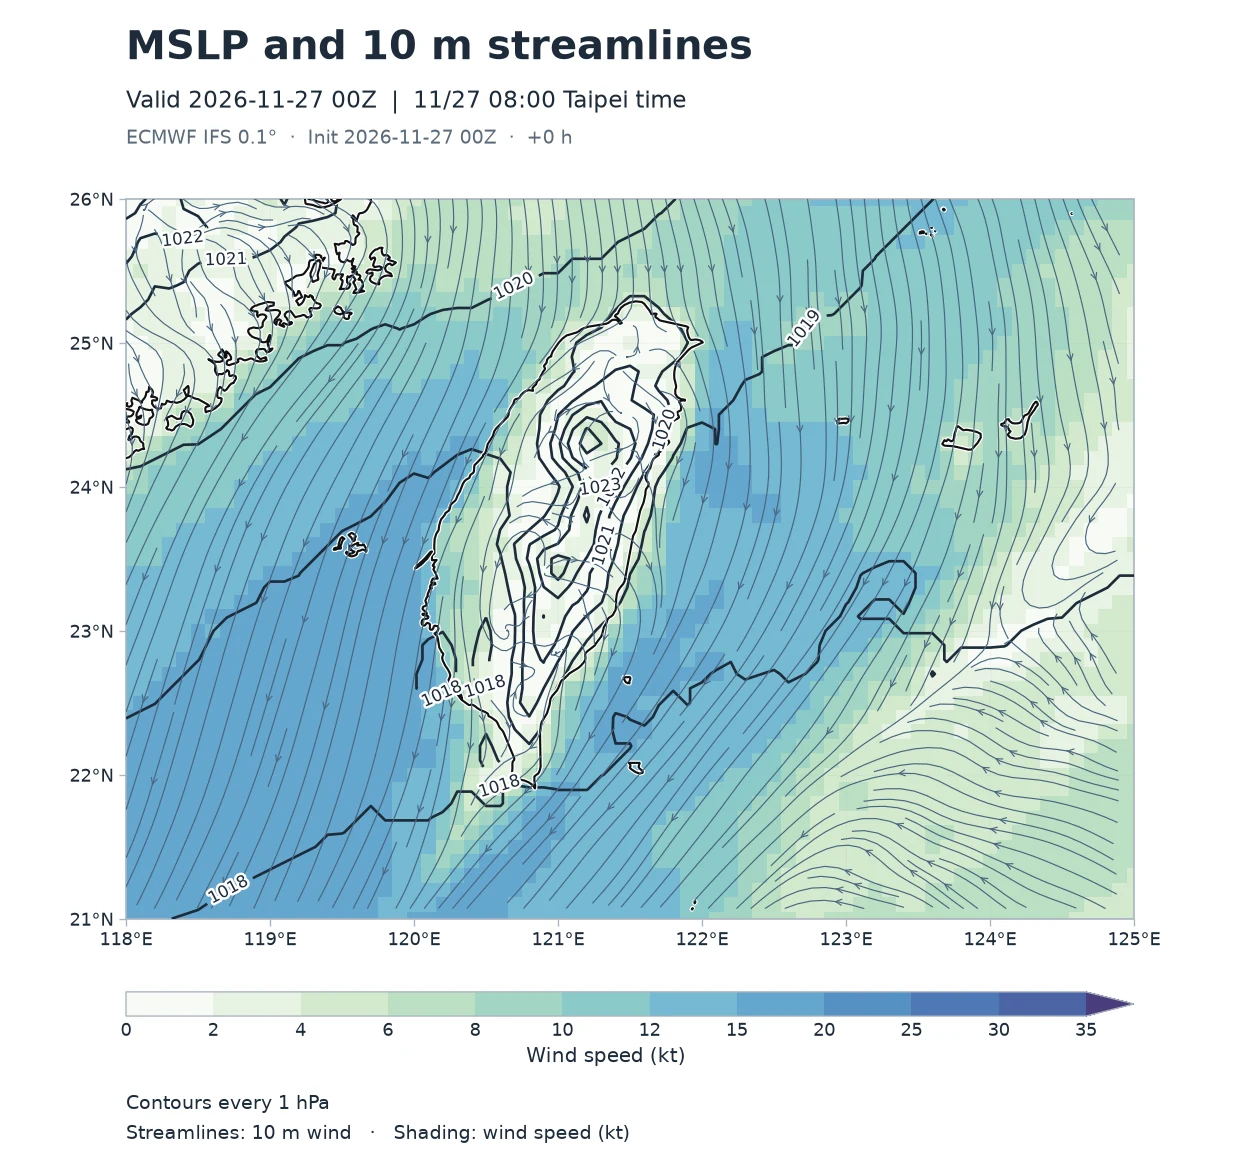 MSLP and 10 m streamlines
Valid 2026-11-27 00Z | 11/27 08:00 Taipei time
ECMWF IFS 0.1° · Init 2026-11-27 00Z · +0 h
26°N
25°N
24°N
23°N
22°N
21°N
1022
1021
1020
1019
1020
1023
1021
1018
1018
1018
1018
118°E 119°E 120°E 121°E 122°E 123°E 124°E 125°E
0 2 4 6 8 10 12 15 20 25 30 35
Wind speed (kt)
Contours every 1 hPa
Streamlines: 10 m wind · Shading: wind speed (kt)